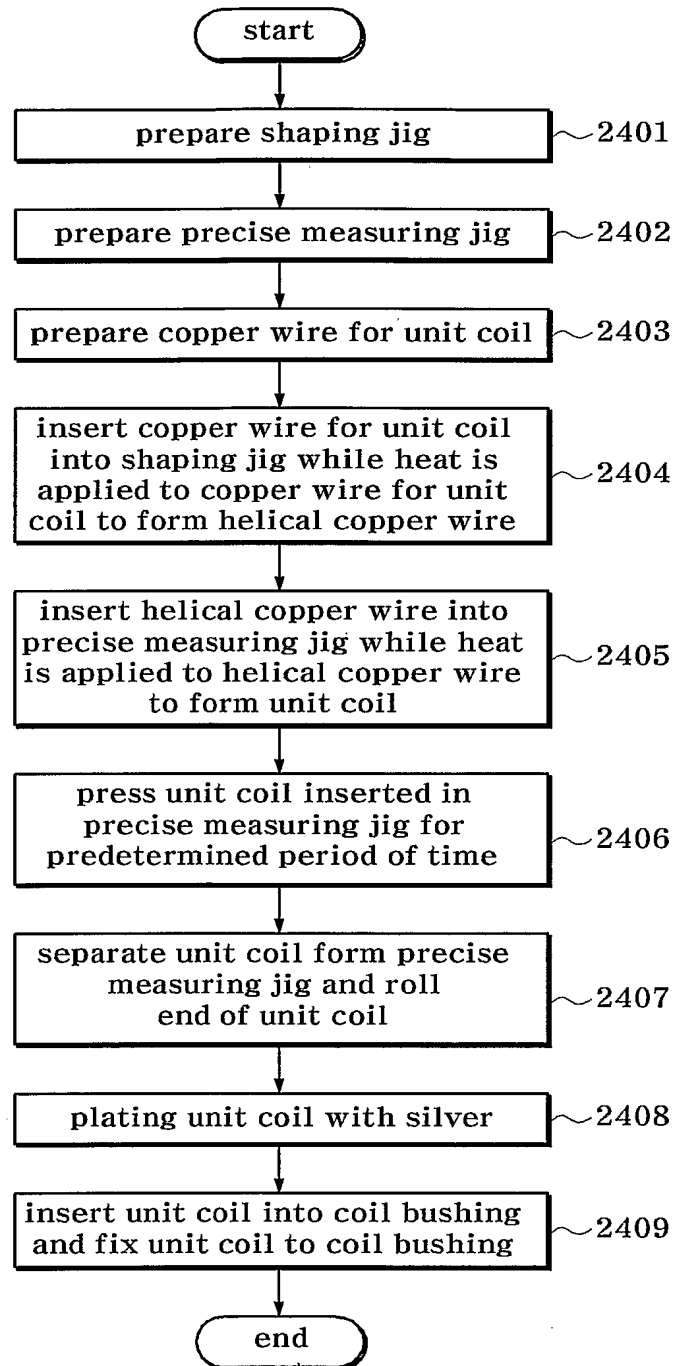 start
prepare shaping jig
2401
prepare precise measuring jig
2402
prepare copper wire for unit coil
2403
insert copper wire for unit coil
into shaping jig while heat is
applied to copper wire for unit
coil to form helical copper wire
2404
insert helical copper wire into
precise measuring jig while heat
is applied to helical copper wire
to form unit coil
2405
press unit coil inserted in
precise measuring jig for
predetermined period of time
2406
separate unit coil form precise
measuring jig and roll
end of unit coil
2407
plating unit coil with silver
2408
insert unit coil into coil bushing
and fix unit coil to coil bushing
2409
end